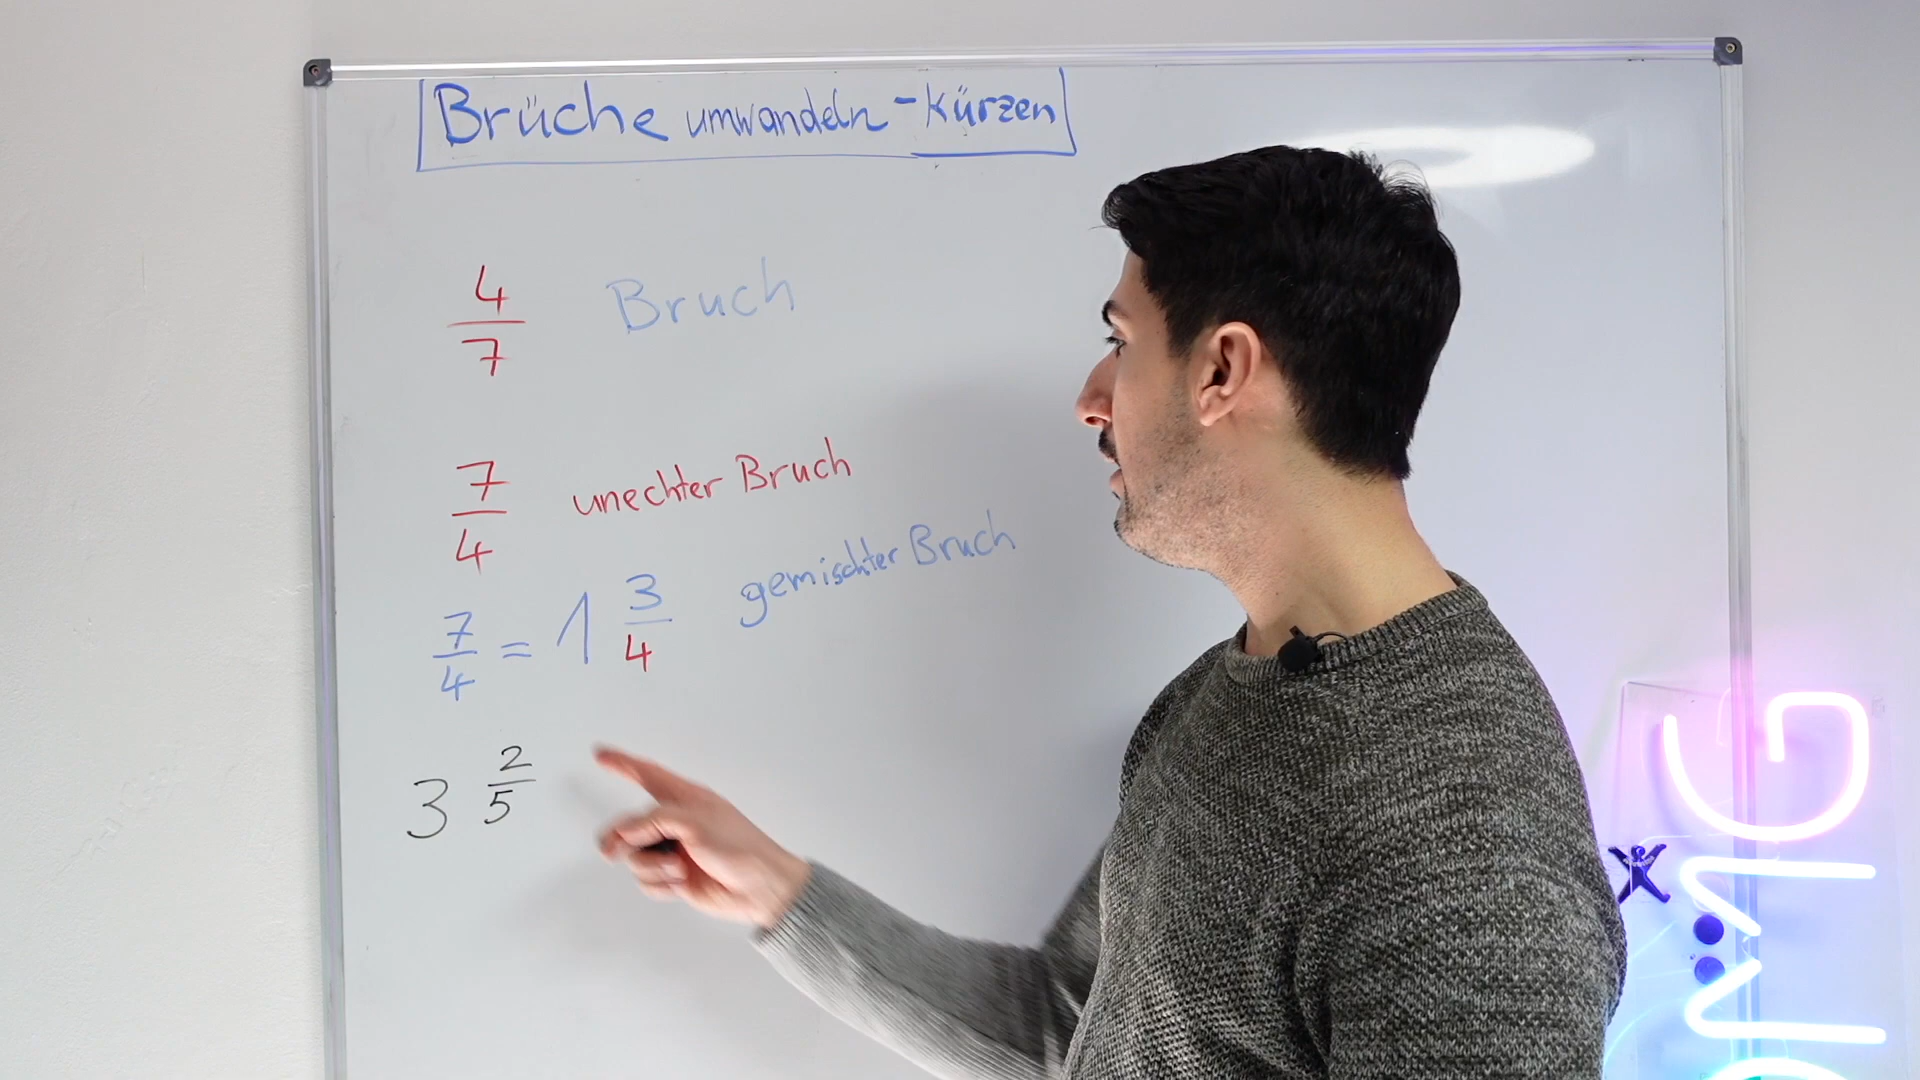 Brüche umwandeln - kürzen
4/7 Bruch
7/4 unechter Bruch
7/4 = 1 3/4 gemischter Bruch
3 2/5